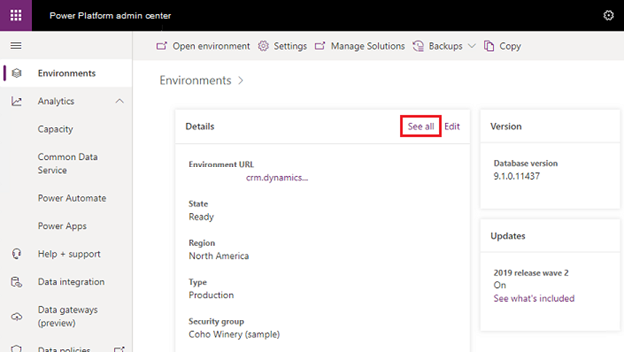 Power Platform admin center
Open environment
Settings
Manage Solutions
Backups
Copy
Environments
Analytics
Capacity
Common Data
Service
Power Automate
Power Apps
Help + support
Data integration
Data gateways
(preview)
Data policies
Environments
Details
See all
Edit
Environment URL
crm.dynamics...
State
Ready
Region
North America
Type
Production
Security group
Coho Winery (sample)
Version
Database version
9.1.0.11437
Updates
2019 release wave 2
On
See what's included